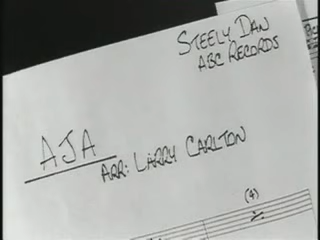 STEELY DAN
ABC RECORDS
AJA
ARR: LARRY CARLTON
(4)